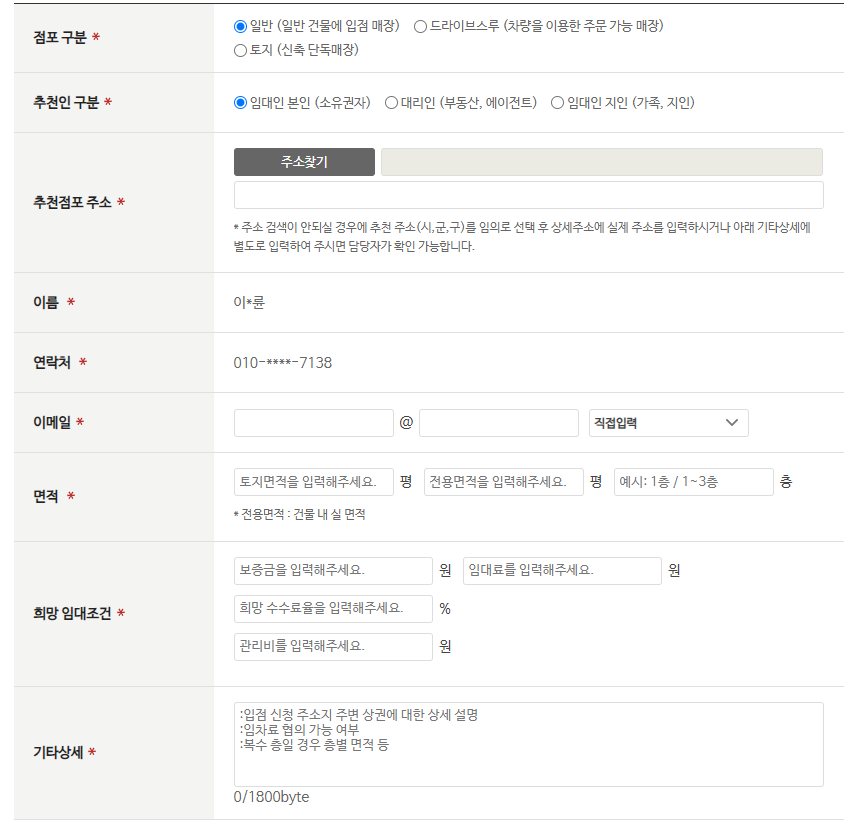 점포 구분 *
일반 (일반 건물에 입점 매장) 드라이브스루 (차량을 이용한 주문 가능 매장)
토지 (신축 단독매장)
추천인 구분 *
임대인 본인 (소유권자) 대리인 (부동산, 에이전트) 임대인 지인 (가족, 지인)
추천점포 주소 *
주소찾기
* 주소 검색이 안되실 경우에 추천 주소(시,군,구)를 임의로 선택 후 상세주소에 실제 주소를 입력하시거나 아래 기타상세에
별도로 입력하여 주시면 담당자가 확인 가능합니다.
이름 *
이*륜
연락처 *
010-****-7138
이메일 *
@ 직접입력
면적 *
토지면적을 입력해주세요. 평 전용면적을 입력해주세요. 평 예시: 1층 / 1~3층 층
* 전용면적 : 건물 내 실 면적
희망 임대조건 *
보증금을 입력해주세요. 원 임대료를 입력해주세요. 원
희망 수수료율을 입력해주세요. %
관리비를 입력해주세요. 원
기타상세 *
:입점 신청 주소지 주변 상권에 대한 상세 설명
:임차료 협의 가능 여부
:복수 층일 경우 층별 면적 등
0/1800byte